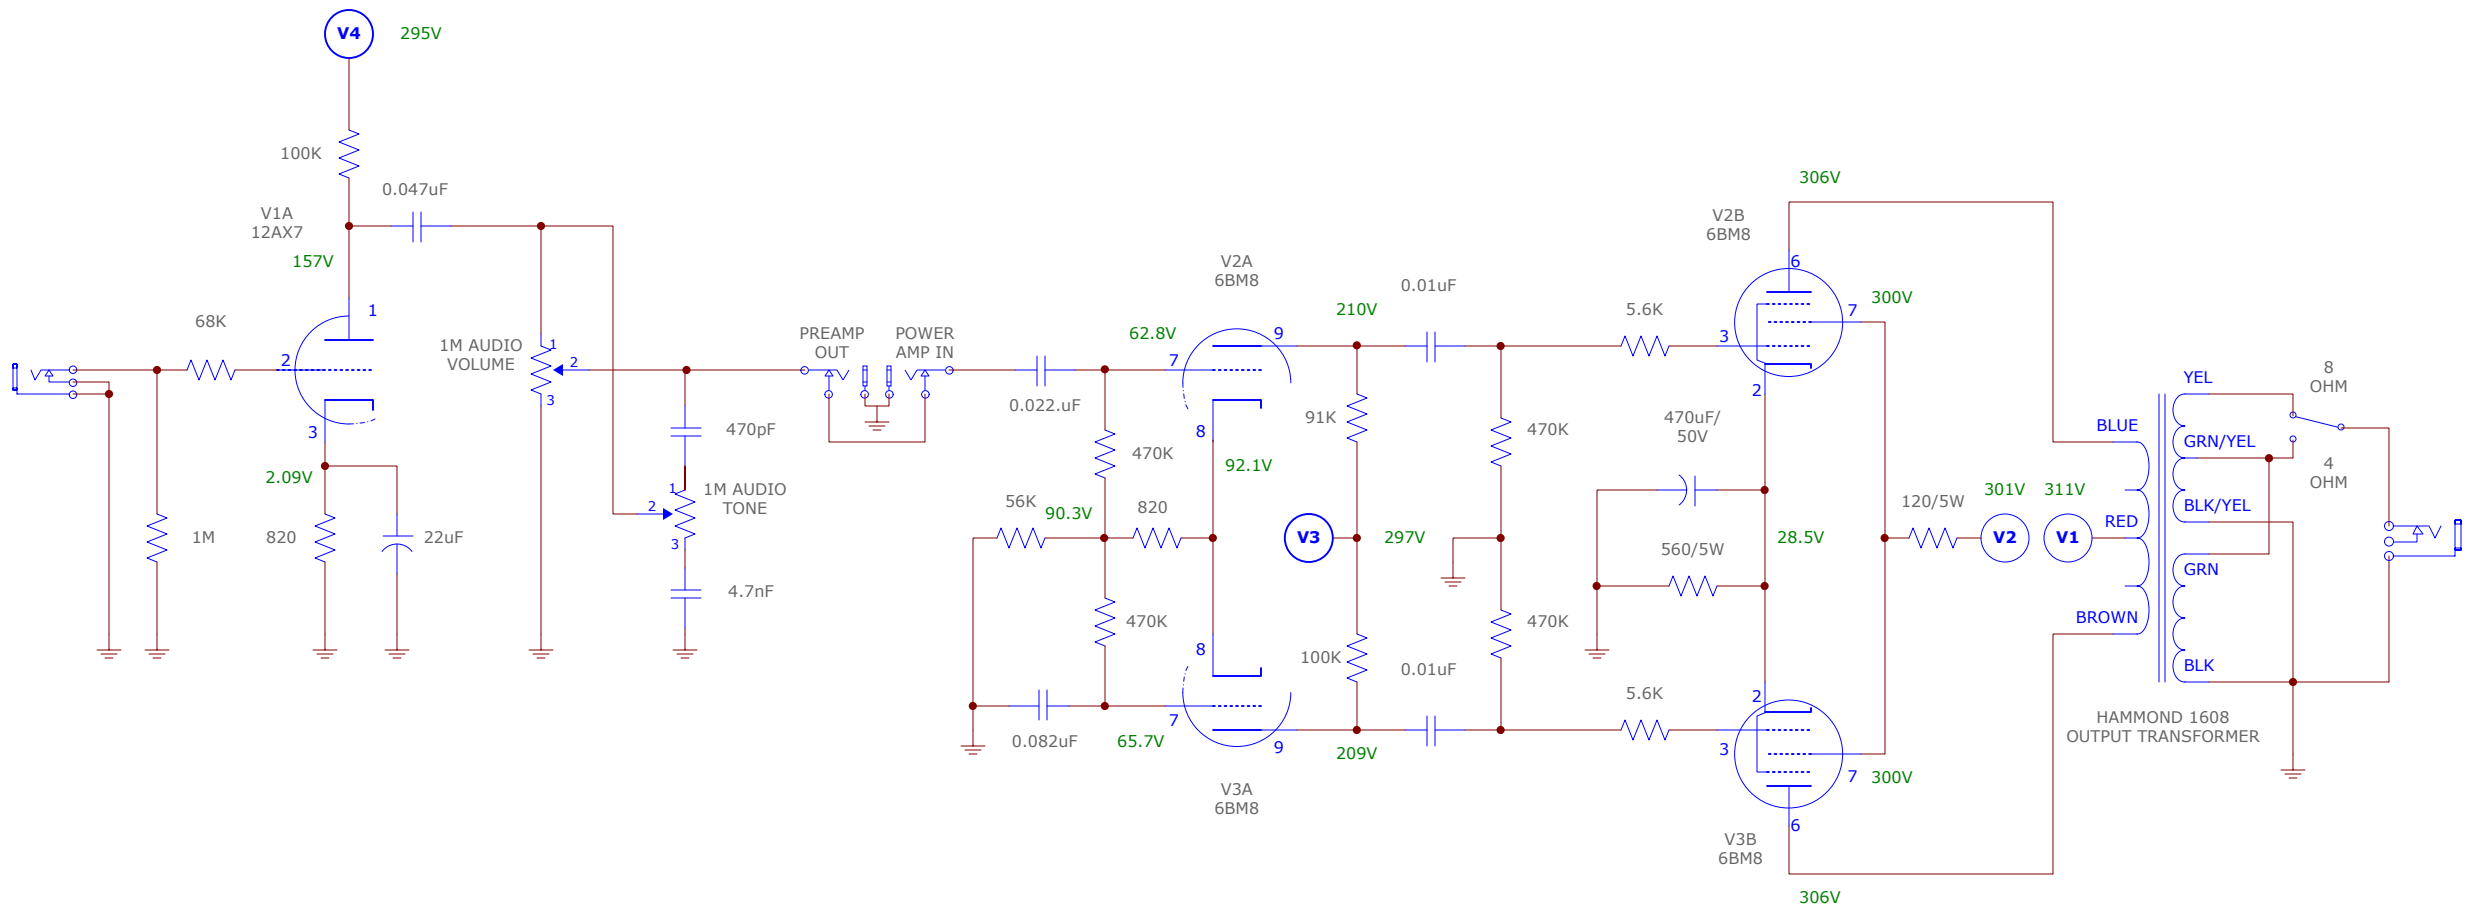 V4
295V
100K
0.047uF
V1A
12AX7
157V
1
68K
2
3
2.09V
1M
820
22uF
1M AUDIO
VOLUME
1
2
3
470pF
1M AUDIO
TONE
1
2
3
4.7nF
PREAMP
OUT
POWER
AMP IN
0.022.uF
62.8V
V2A
6BM8
7
9
8
470K
56K
90.3V
820
92.1V
470K
0.082uF
65.7V
8
7
9
V3A
6BM8
210V
0.01uF
91K
V3
297V
100K
0.01uF
209V
470K
470K
5.6K
5.6K
V2B
6BM8
306V
6
300V
7
3
2
470uF/
50V
560/5W
28.5V
2
3
7
300V
6
V3B
6BM8
306V
120/5W
301V
V2
311V
V1
BLUE
RED
BROWN
YEL
GRN/YEL
BLK/YEL
GRN
BLK
8
OHM
4
OHM
HAMMOND 1608
OUTPUT TRANSFORMER